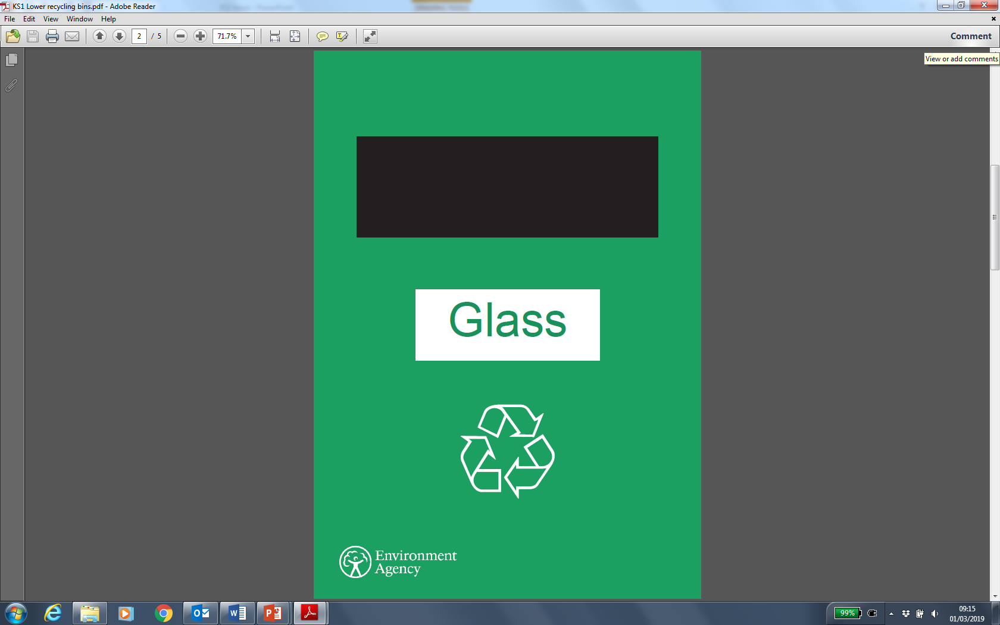 KS1 Lower recycling bins.pdf - Adobe Reader
File Edit View Window Help
2 / 5 71.7% Comment
View or add comments
Glass
Environment
Agency
99% 09:15
01/03/2019